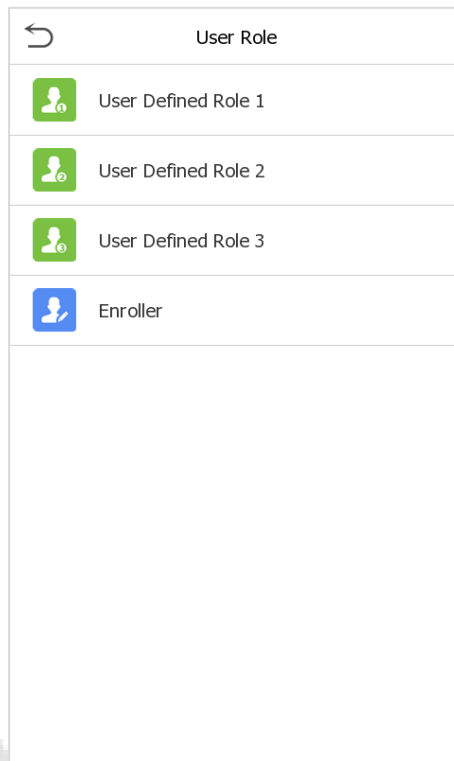 User Role
User Defined Role 1
User Defined Role 2
User Defined Role 3
Enroller